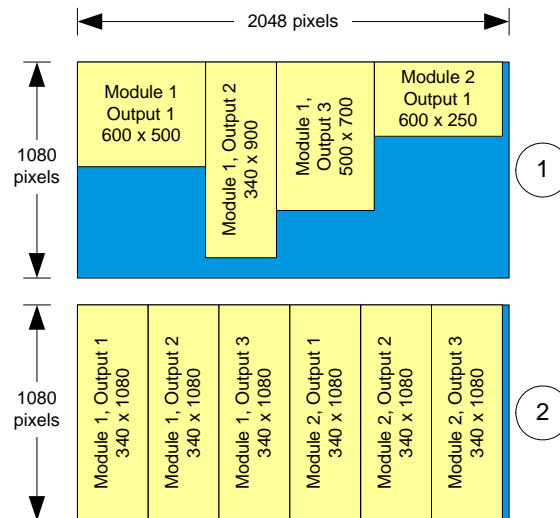 2048 pixels
1080
pixels
Module 1
Output 1
600 x 500
Module 1, Output 2
340 x 900
Module 1,
Output 3
500 x 700
Module 2
Output 1
600 x 250
1
1080
pixels
Module 1, Output 1
340 x 1080
Module 1, Output 2
340 x 1080
Module 1, Output 3
340 x 1080
Module 2, Output 1
340 x 1080
Module 2, Output 2
340 x 1080
Module 2, Output 3
340 x 1080
2